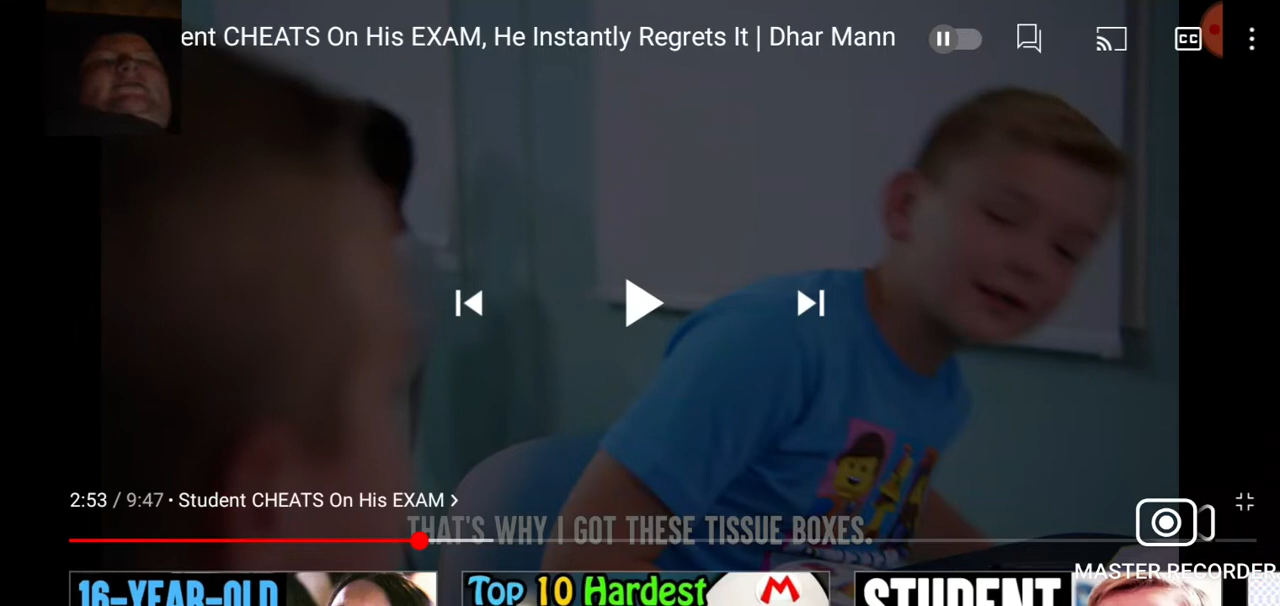 ent CHEATS On His EXAM, He Instantly Regrets It | Dhar Mann
CC
2:53 / 9:47 • Student CHEATS On His EXAM >
THAT'S WHY I GOT THESE TISSUE BOXES.
MASTER RECORDER
16-YEAR-OLD
Top 10 Hardest
M
STUDENT